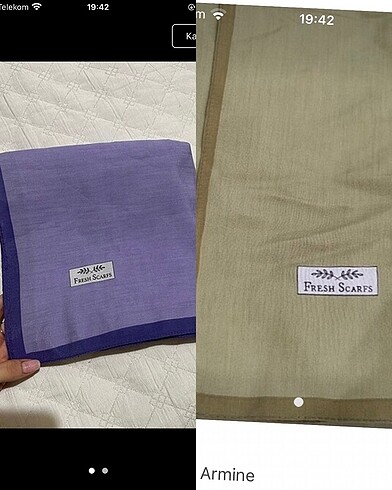 Telekom
19:42
Ka
FRESH SCARFS
m
19:42
FRESH SCARFS
Armine